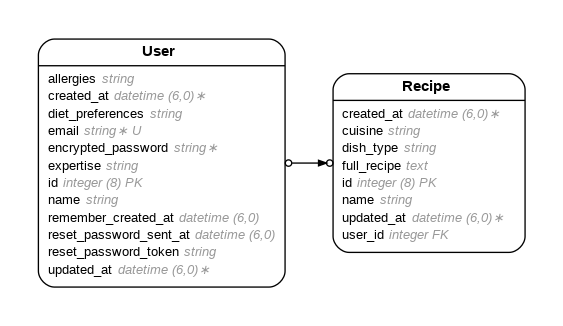 User
allergies string
created_at datetime (6,0)∗
diet_preferences string
email string∗ U
encrypted_password string∗
expertise string
id integer (8) PK
name string
remember_created_at datetime (6,0)
reset_password_sent_at datetime (6,0)
reset_password_token string
updated_at datetime (6,0)∗
Recipe
created_at datetime (6,0)∗
cuisine string
dish_type string
full_recipe text
id integer (8) PK
name string
updated_at datetime (6,0)∗
user_id integer FK